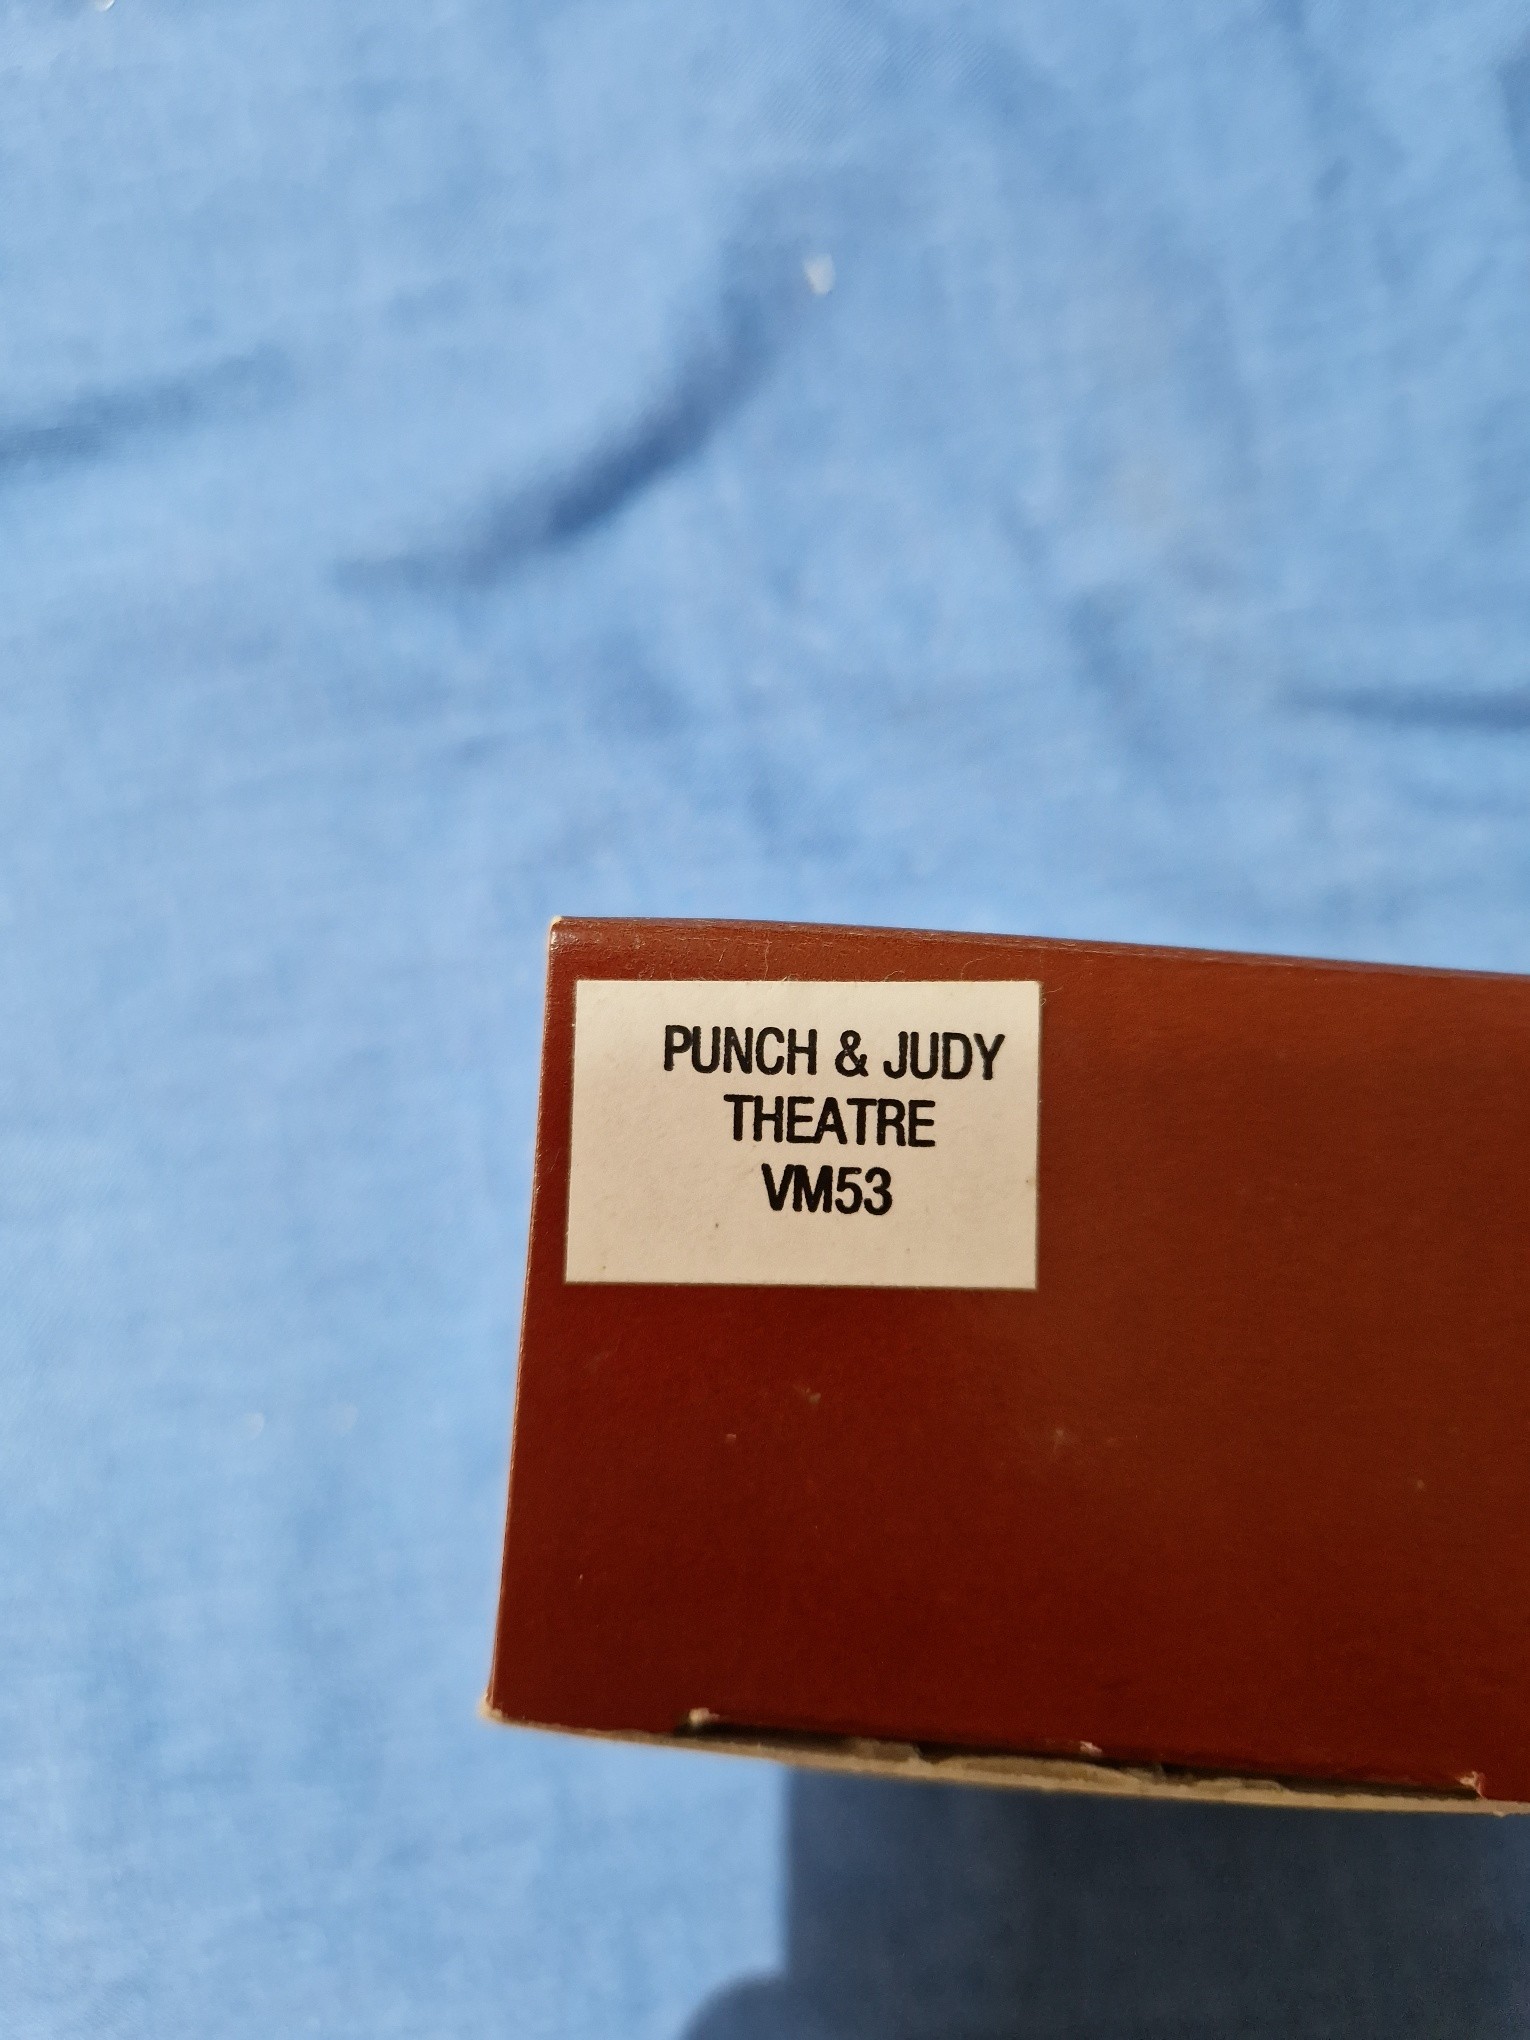 PUNCH & JUDY
THEATRE
VM53